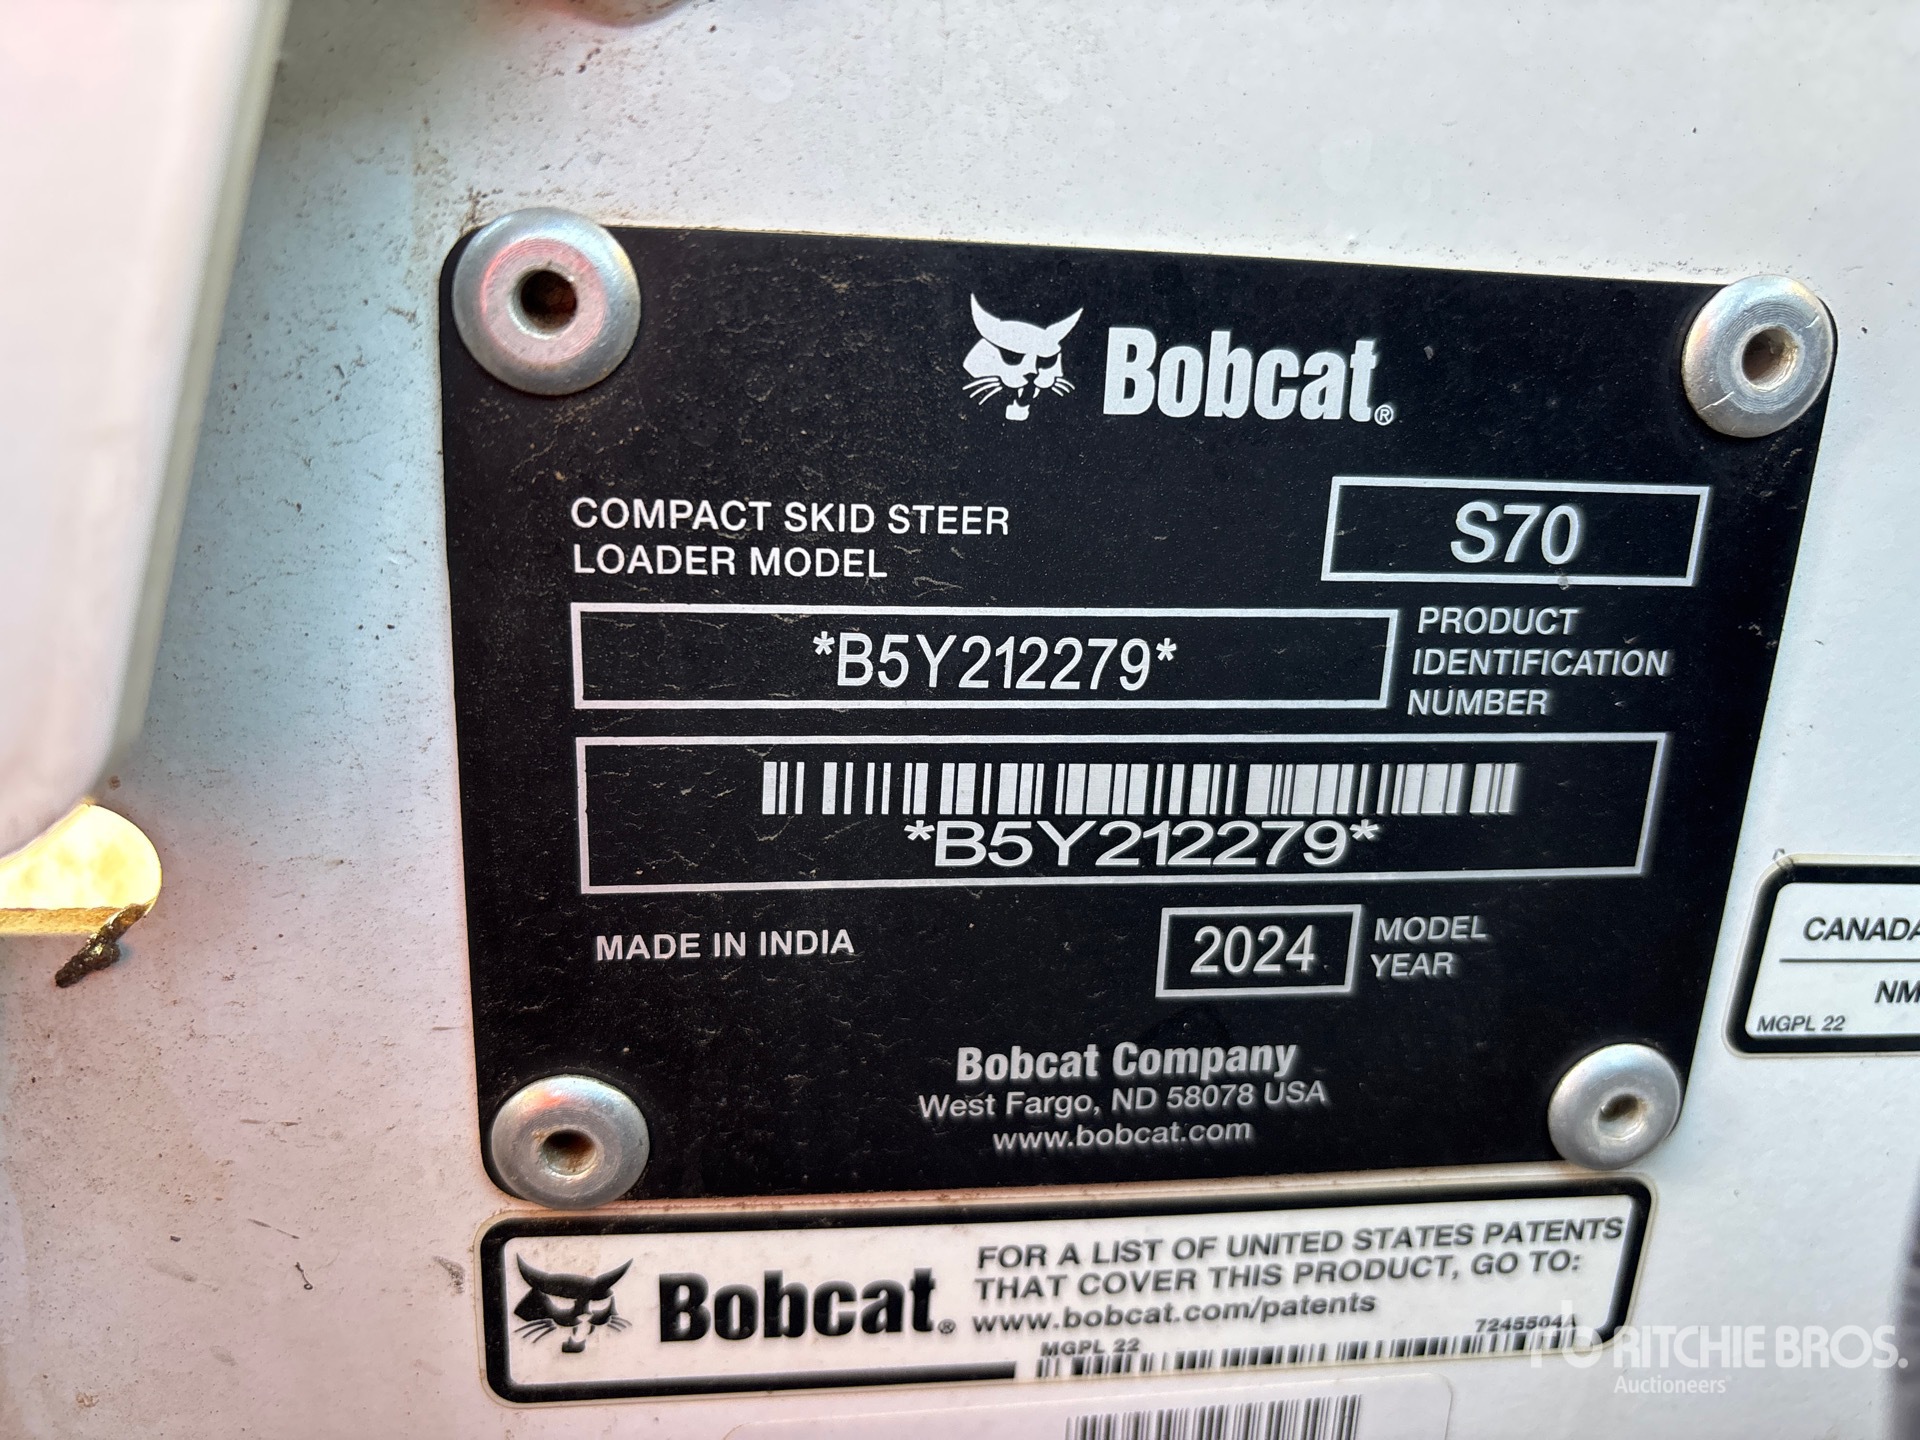 Bobcat®
COMPACT SKID STEER
LOADER MODEL
S70
*B5Y212279*
PRODUCT
IDENTIFICATION
NUMBER
*B5Y212279*
MADE IN INDIA
2024
MODEL
YEAR
Bobcat Company
West Fargo, ND 58078 USA
www.bobcat.com
CANADA
NM
MGPL 22
Bobcat®
FOR A LIST OF UNITED STATES PATENTS
THAT COVER THIS PRODUCT, GO TO:
www.bobcat.com/patents
7245504A
MGPL 22
RITCHIE BROS.
Auctioneers